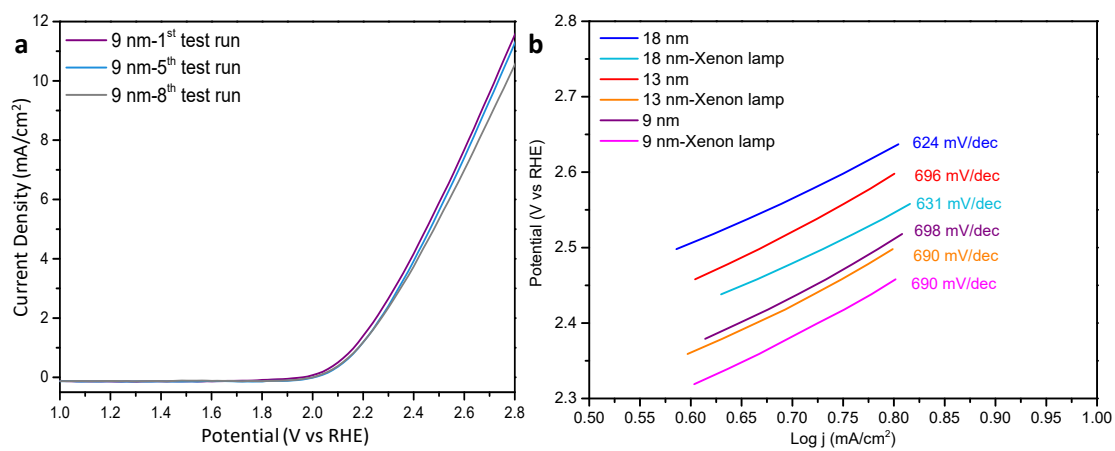 a
9 nm-1st test run
9 nm-5th test run
9 nm-8th test run
12
10
8
6
4
2
0
Current Density (mA/cm²)
1.0 1.2 1.4 1.6 1.8 2.0 2.2 2.4 2.6 2.8
Potential (V vs RHE)
b
18 nm
18 nm-Xenon lamp
13 nm
13 nm-Xenon lamp
9 nm
9 nm-Xenon lamp
2.8
2.7
2.6
2.5
2.4
2.3
Potential (V vs RHE)
624 mV/dec
696 mV/dec
631 mV/dec
698 mV/dec
690 mV/dec
690 mV/dec
0.50 0.55 0.60 0.65 0.70 0.75 0.80 0.85 0.90 0.95 1.00
Log j (mA/cm²)